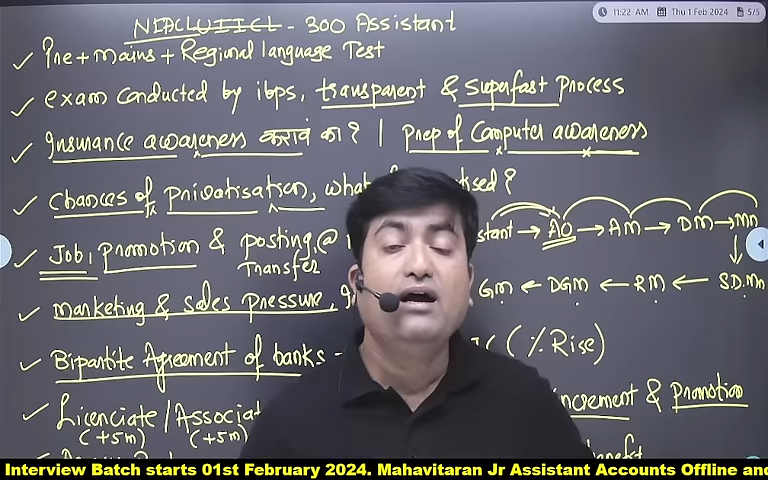 NIACL/UIICL - 300 Assistant
11:22 AM Thu 1 Feb 2024 5/5
✓ Pre + mains + Regional language Test
✓ exam conducted by ibps, transparent & superfast process
✓ Insurance awareness करावं का? | Prep of Computer awareness
✓ Chances of privatisation, what
✓ Job, promotion & posting, @
Transfer
stant → AO → AM → DM → Mn
✓ marketing & sales pressure,
GM ← DGM ← RM ← SD.Mn
✓ Bipartite Agreement of banks - (% Rise)
✓ Licenciate / Associat increment & promotion
(+5m) (+5m)
Interview Batch starts 01st February 2024. Mahavitaran Jr Assistant Accounts Offline and